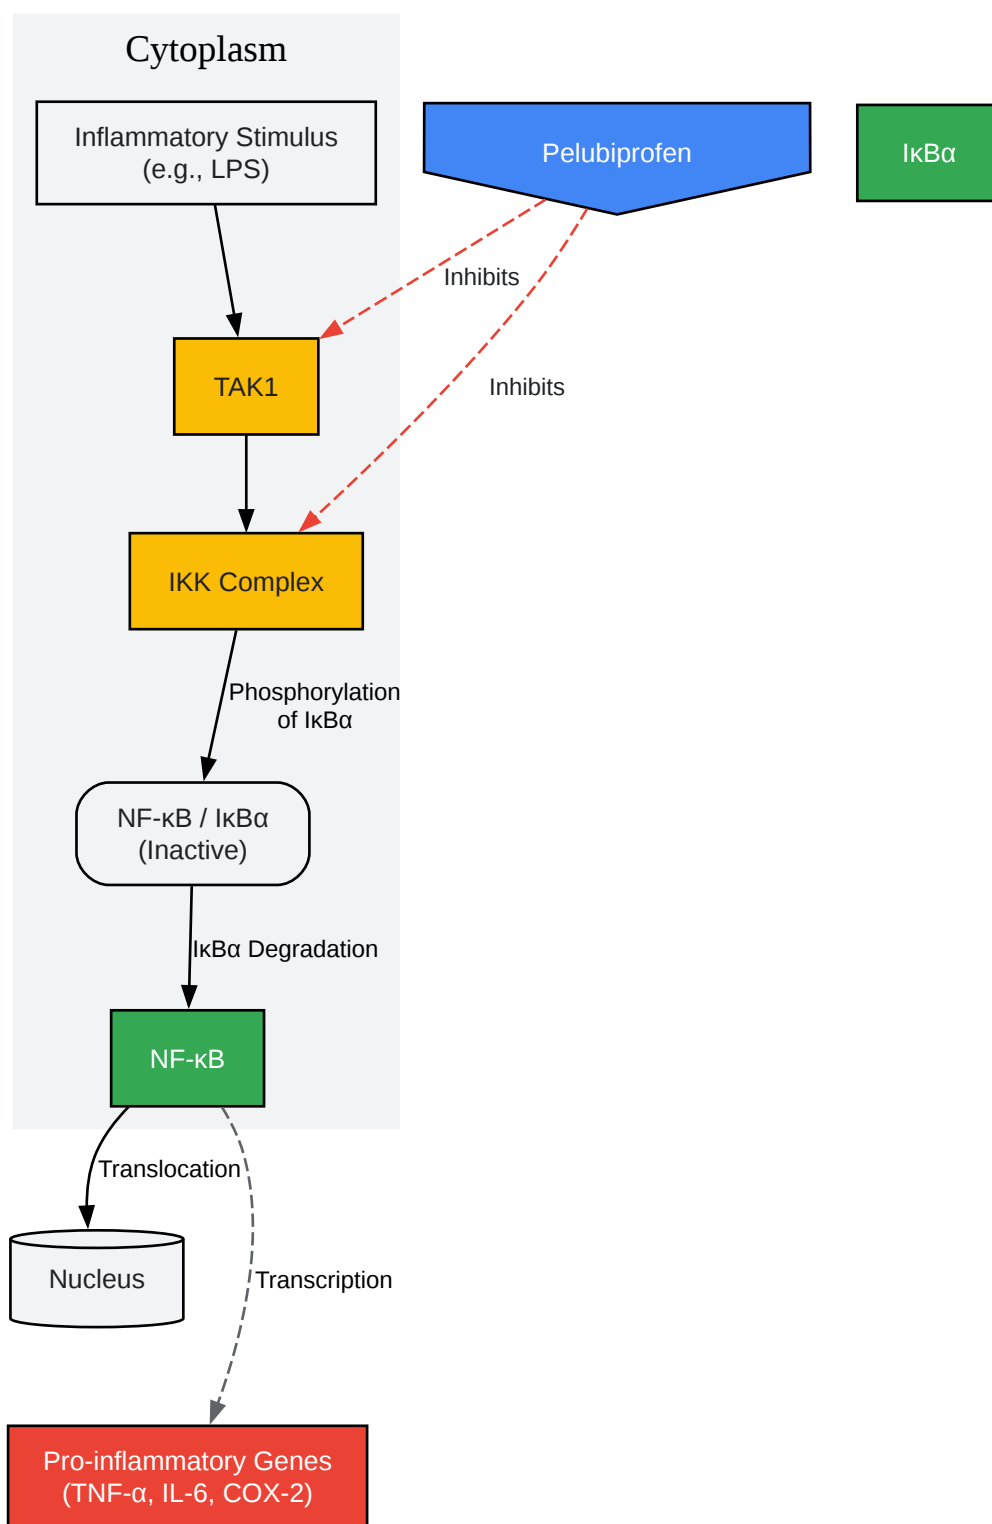 Cytoplasm
Inflammatory Stimulus
(e.g., LPS)
Pelubiprofen
IκBα
Inhibits
TAK1
Inhibits
IKK Complex
Phosphorylation
of IκBα
NF-κB / IκBα
(Inactive)
IκBα Degradation
NF-κB
Translocation
Nucleus
Transcription
Pro-inflammatory Genes
(TNF-α, IL-6, COX-2)